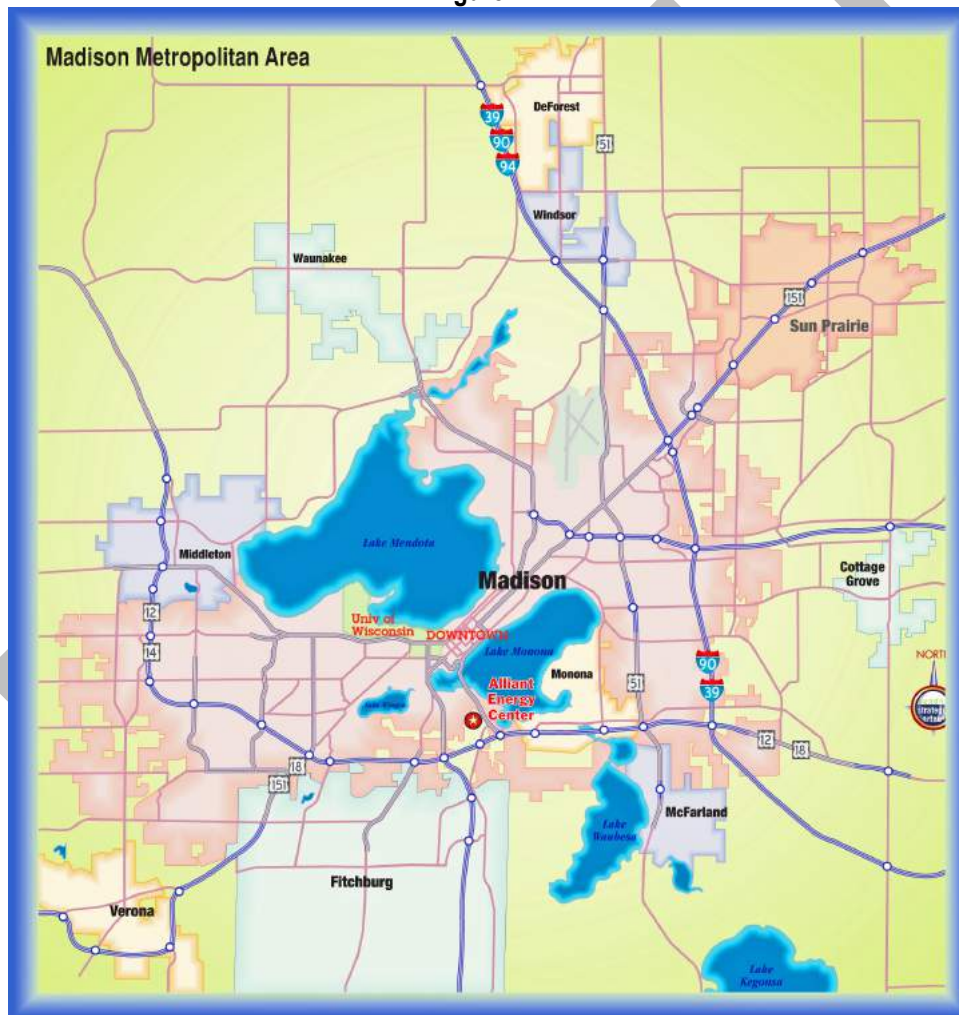 Madison Metropolitan Area
DeForest
39
90
94
51
Windsor
Waunakee
151
Sun Prairie
Lake Mendota
Middleton
Madison
Cottage
Grove
12
Univ of
Wisconsin
DOWNTOWN
14
Lake Monona
Monona
90
39
NORT
51
Alliant
Energy
Center
12
18
18
151
McFarland
Lake
Waubesa
Fitchburg
Verona
Lake
Kegonsa